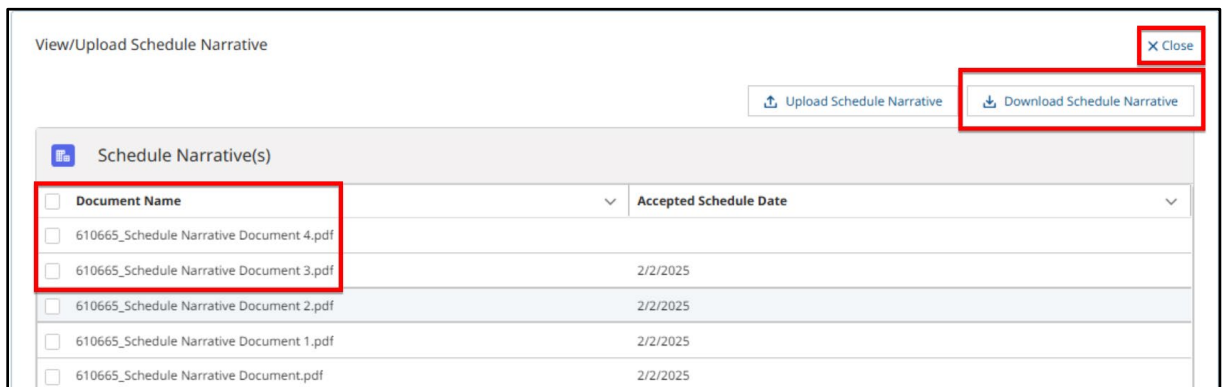 View/Upload Schedule Narrative
Close
Upload Schedule Narrative
Download Schedule Narrative
Schedule Narrative(s)
Document Name Accepted Schedule Date
610665_Schedule Narrative Document 4.pdf
610665_Schedule Narrative Document 3.pdf 2/2/2025
610665_Schedule Narrative Document 2.pdf 2/2/2025
610665_Schedule Narrative Document 1.pdf 2/2/2025
610665_Schedule Narrative Document.pdf 2/2/2025